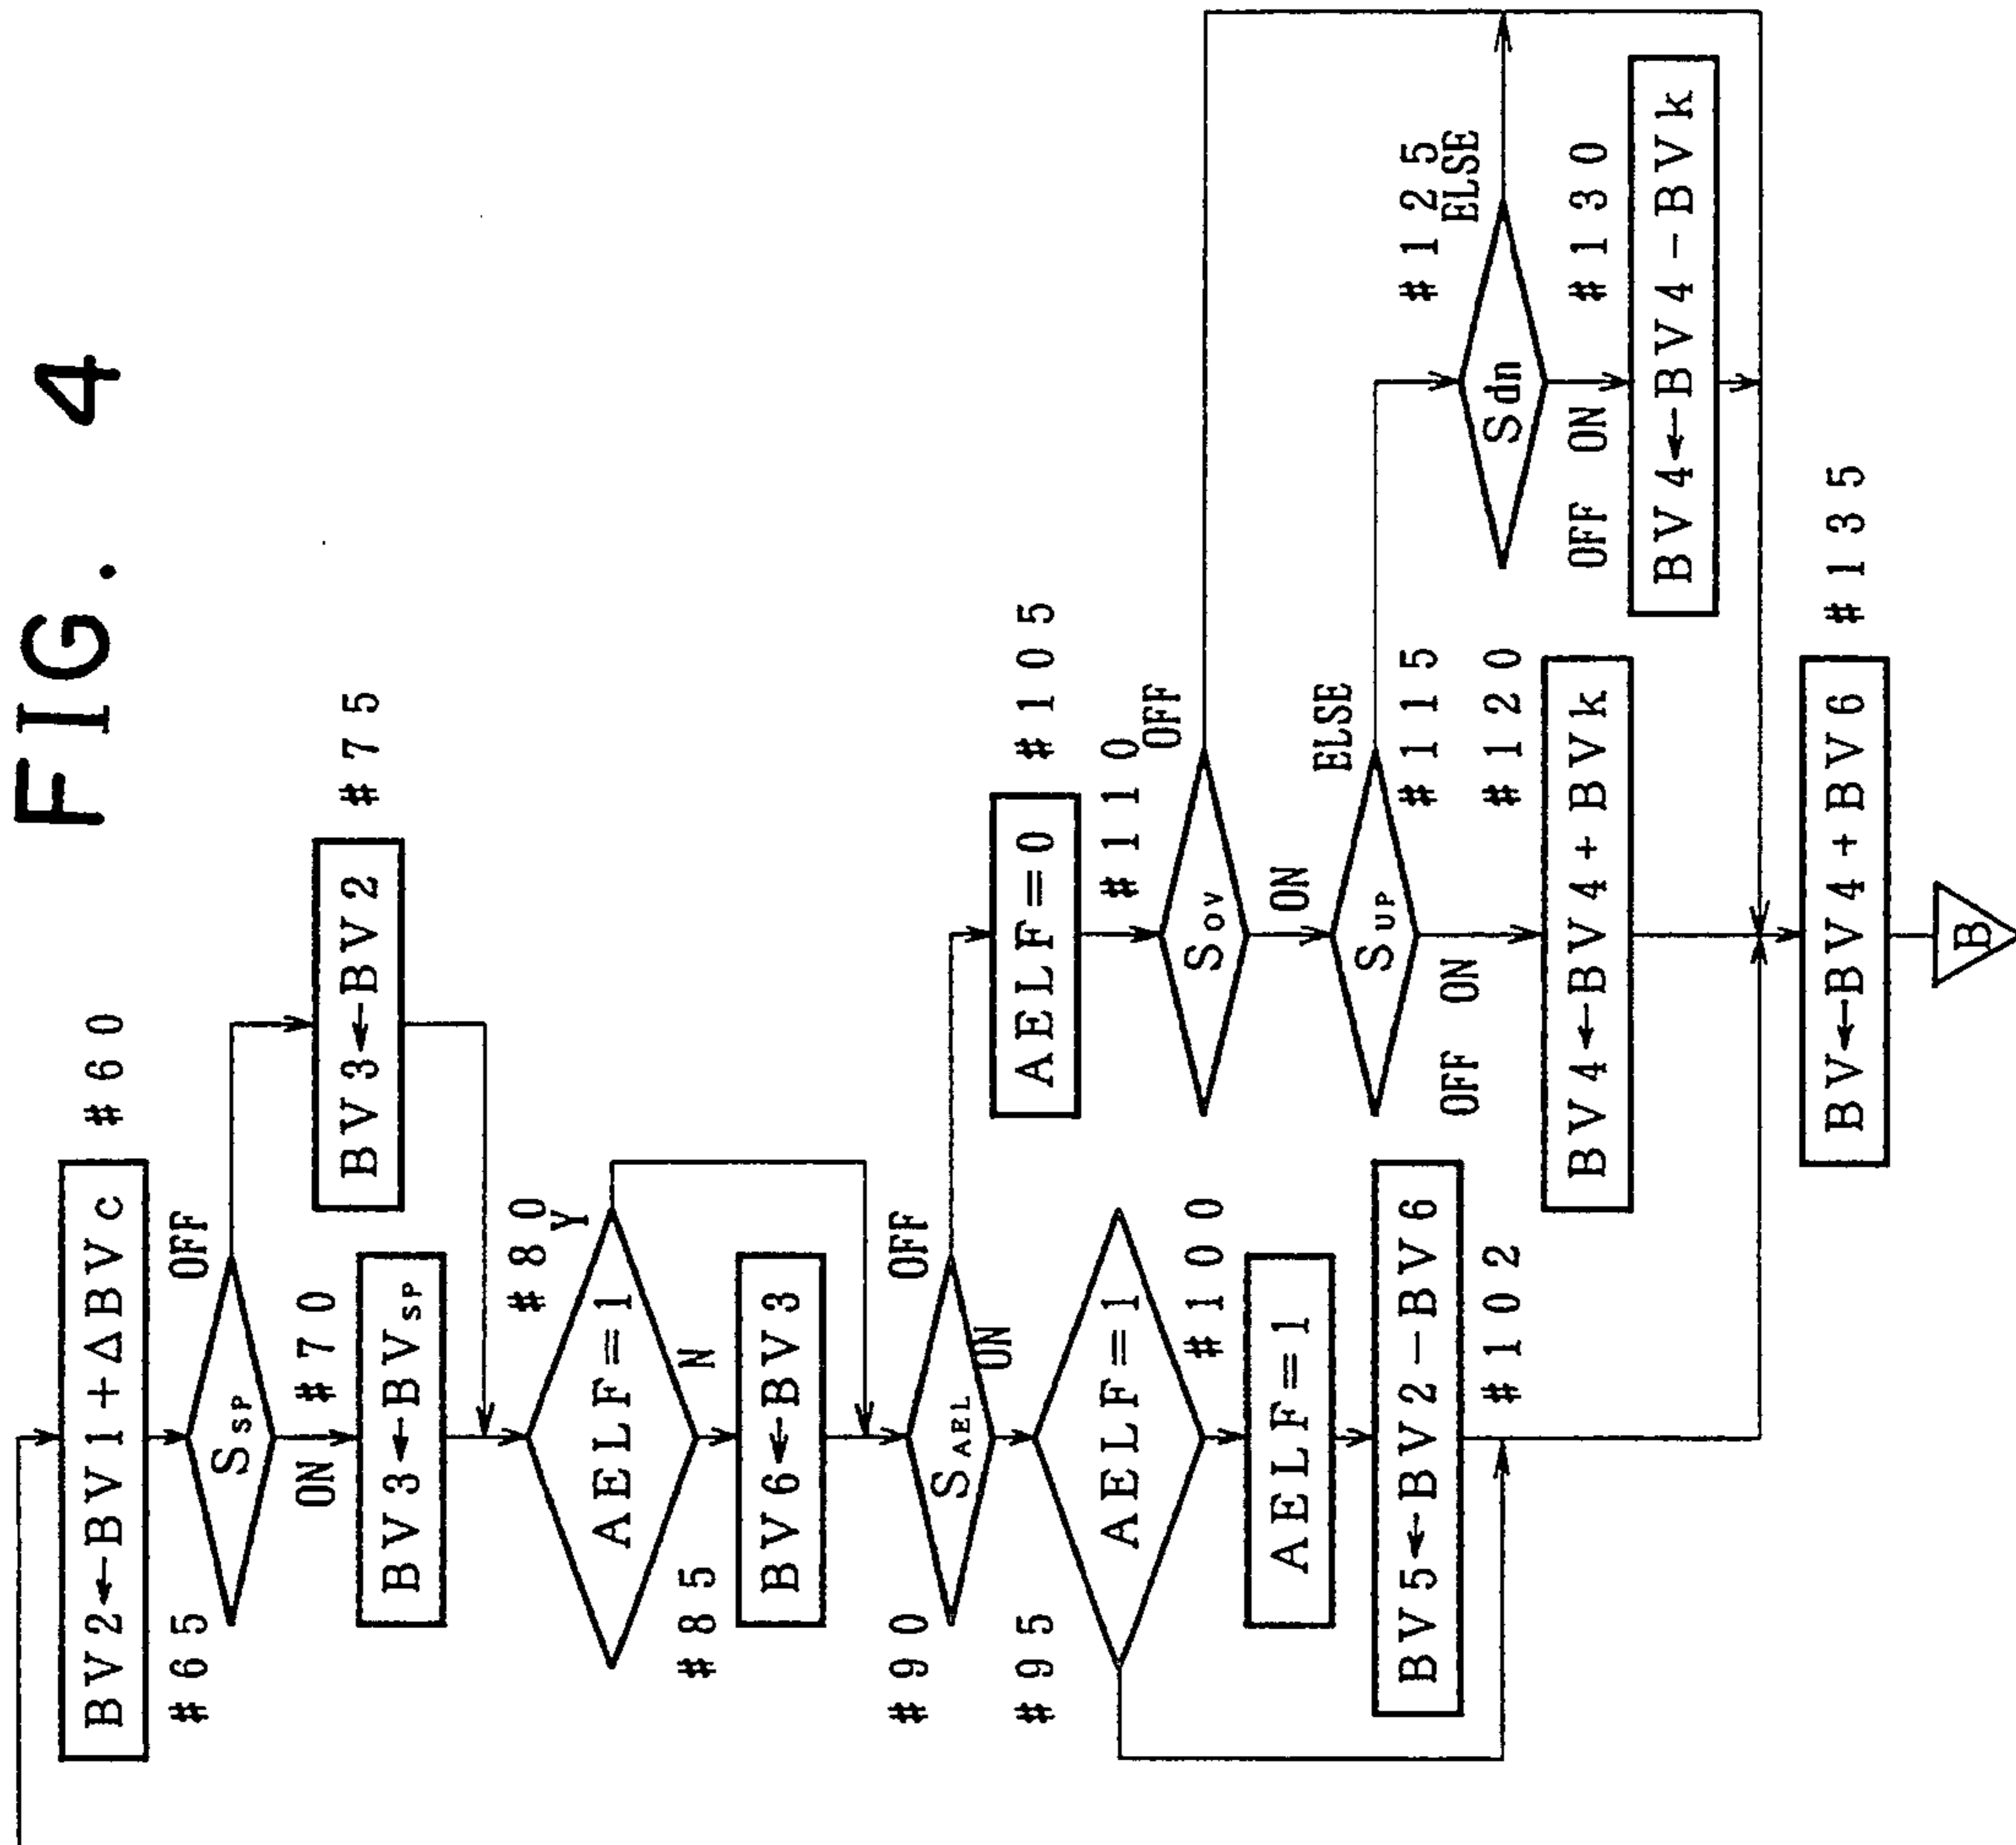 FIG. 4
BV2←BV1+ΔBVc
#60
#65
SSP
OFF
ON
#70
BV3←BVSP
BV3←BV2
#75
#80
AELF=1
Y
N
#85
BV6←BV3
#90
SAEL
OFF
ON
#95
AELF=1
#100
AELF=1
BV5←BV2-BV6
#102
AELF=0
#105
#110
SOV
OFF
ON
SUP
ELSE
#115
OFF ON
#120
BV4←BV4+BVk
#125
Sdn
ELSE
OFF ON
#130
BV4←BV4-BVk
BV←BV4+BV6
#135
B